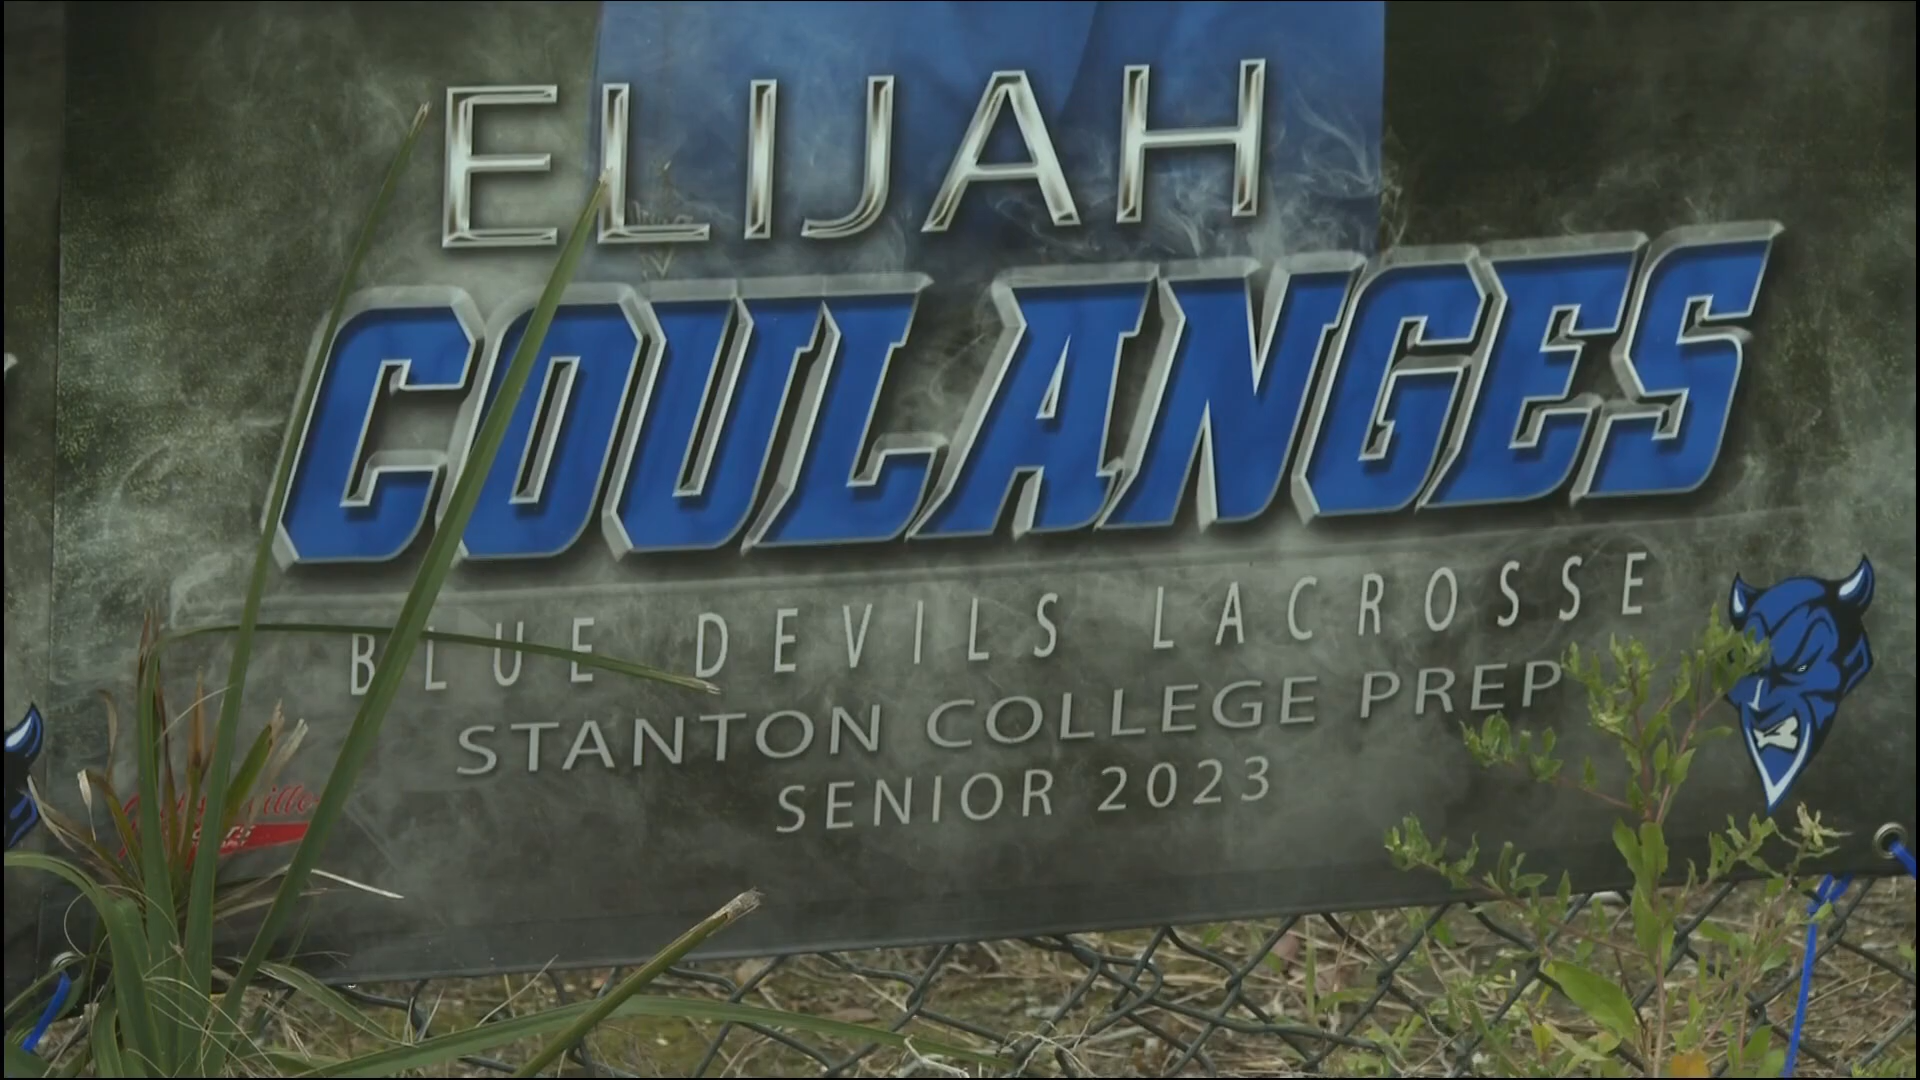 ELIJAH
COULANGES
BLUE DEVILS LACROSSE
STANTON COLLEGE PREP
SENIOR 2023